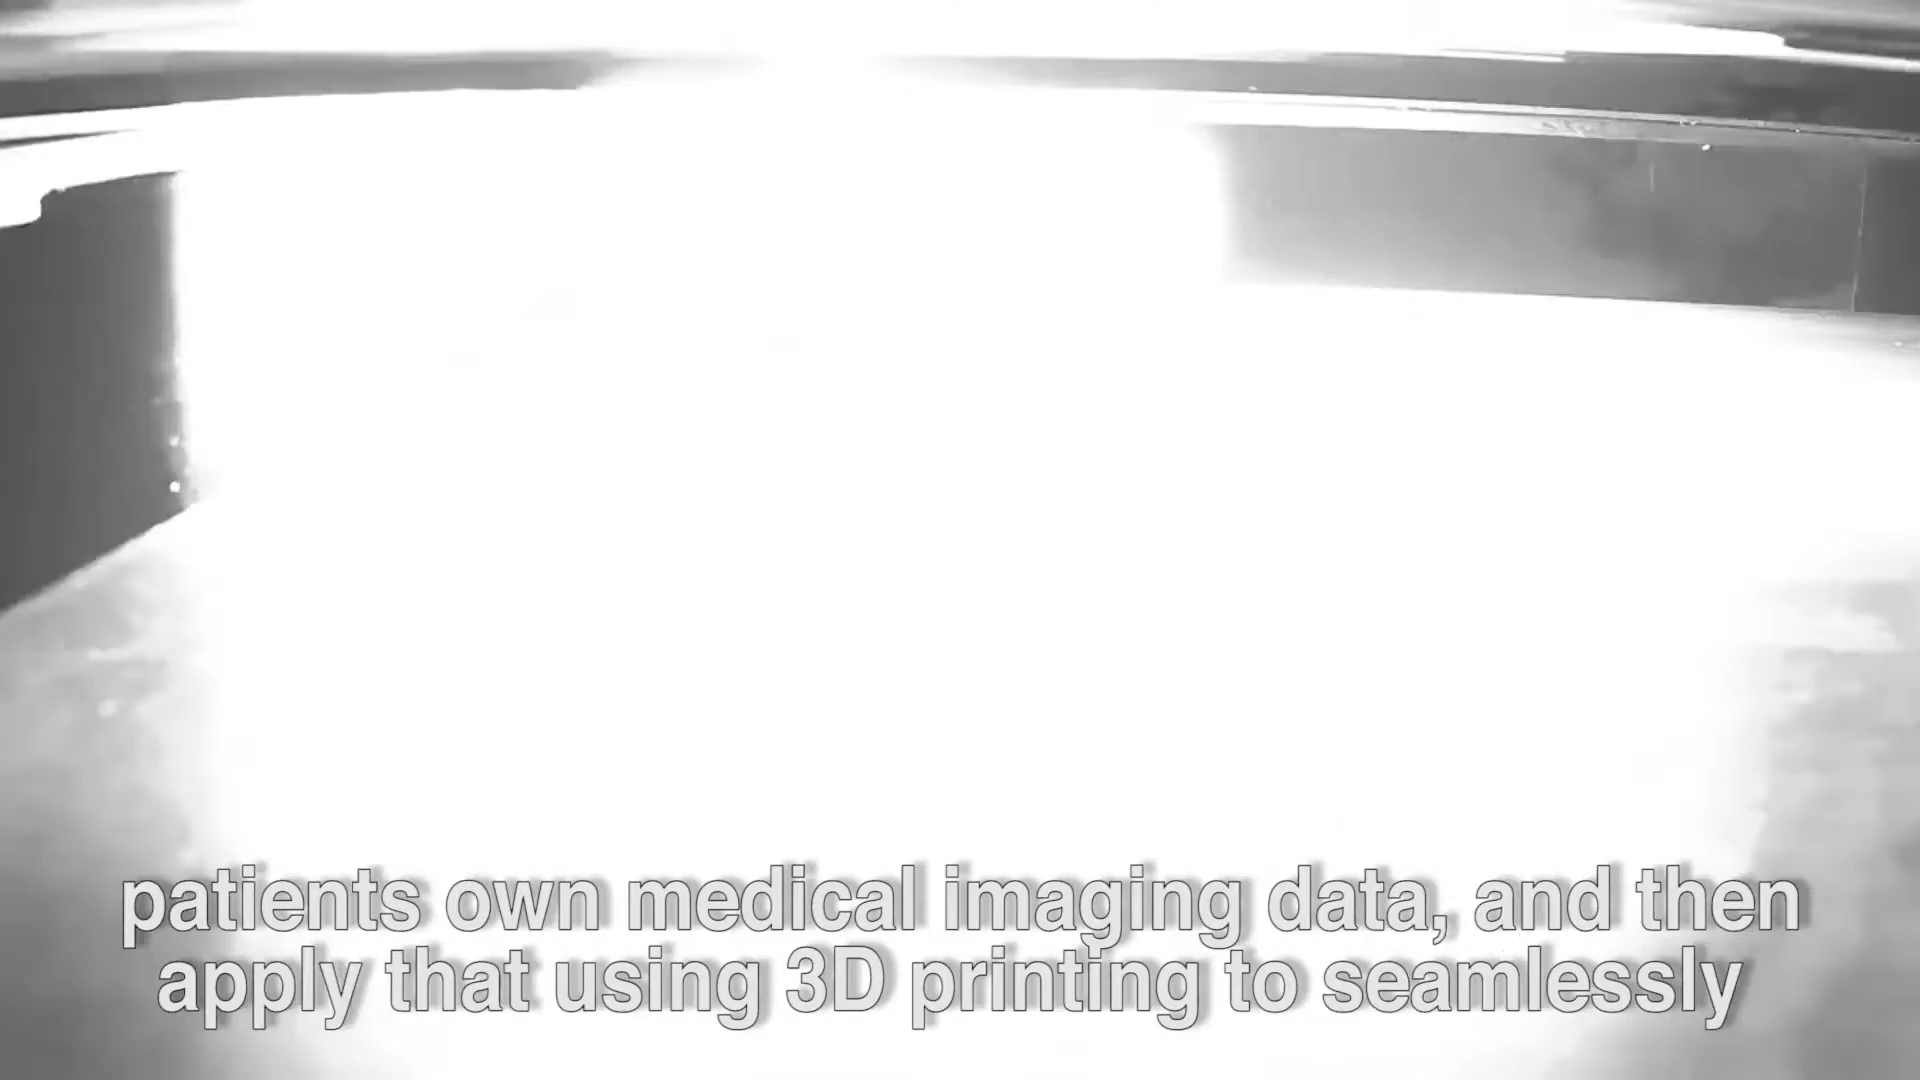 patients own medical imaging data, and then
apply that using 3D printing to seamlessly